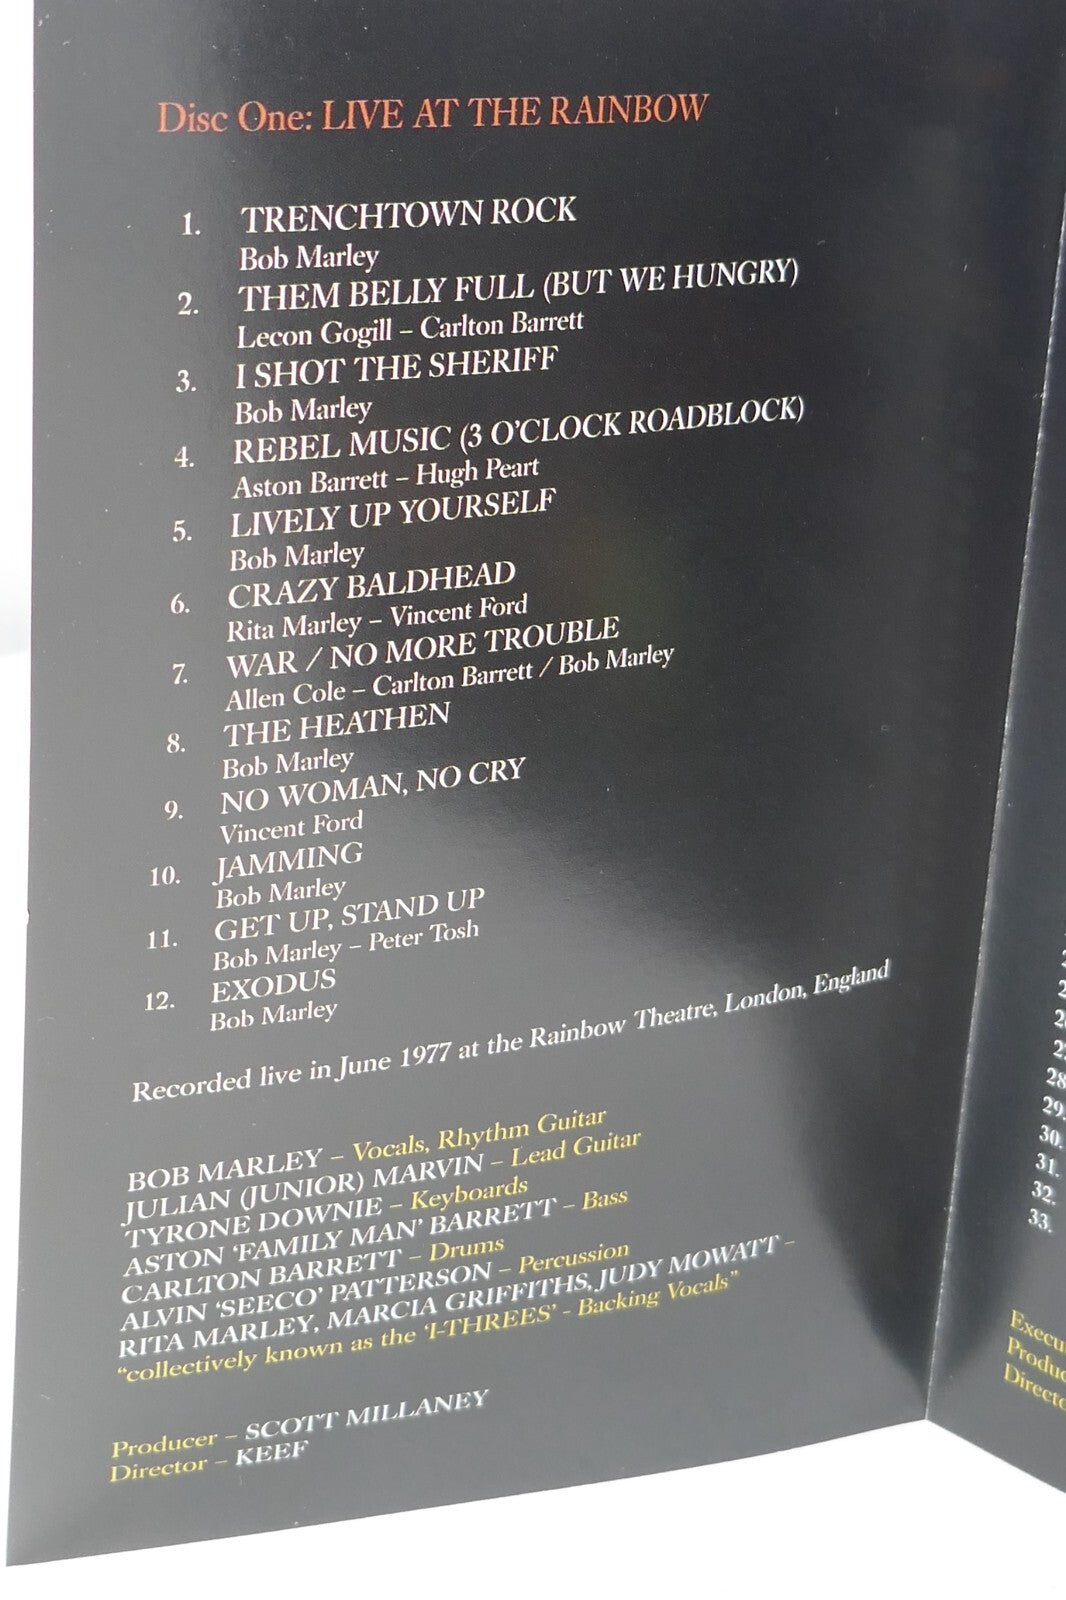 Disc One: LIVE AT THE RAINBOW
1. TRENCHTOWN ROCK
Bob Marley
2. THEM BELLY FULL (BUT WE HUNGRY)
Lecon Gogill – Carlton Barrett
3. I SHOT THE SHERIFF
Bob Marley
4. REBEL MUSIC (3 O'CLOCK ROADBLOCK)
Aston Barrett – Hugh Peart
5. LIVELY UP YOURSELF
Bob Marley
6. CRAZY BALDHEAD
Rita Marley – Vincent Ford
7. WAR / NO MORE TROUBLE
Allen Cole – Carlton Barrett / Bob Marley
8. THE HEATHEN
Bob Marley
9. NO WOMAN, NO CRY
Vincent Ford
10. JAMMING
Bob Marley
11. GET UP, STAND UP
Bob Marley – Peter Tosh
12. EXODUS
Bob Marley
Recorded live in June 1977 at the Rainbow Theatre, London, England
BOB MARLEY – Vocals, Rhythm Guitar
JULIAN (JUNIOR) MARVIN – Lead Guitar
TYRONE DOWNIE – Keyboards
ASTON 'FAMILY MAN' BARRETT – Bass
CARLTON BARRETT – Drums
ALVIN 'SEECO' PATTERSON – Percussion
RITA MARLEY, MARCIA GRIFFITHS, JUDY MOWATT –
"collectively known as the 'I-THREES' - Backing Vocals"
Producer – SCOTT MILLANEY
Director – KEEF
28
29.
30.
31.
32.
33.